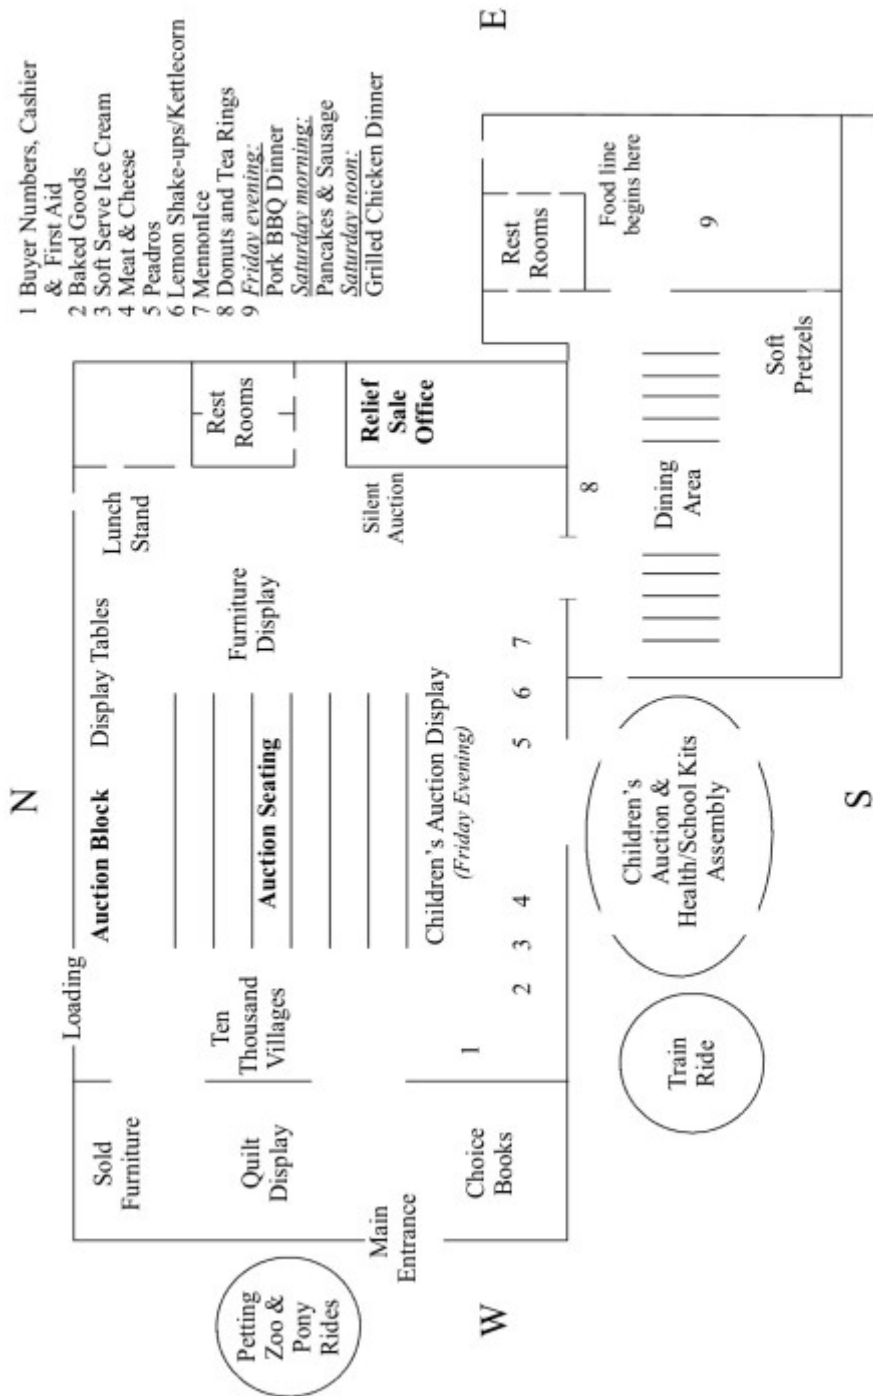 N
1 Buyer Numbers, Cashier
& First Aid
2 Baked Goods
3 Soft Serve Ice Cream
4 Meat & Cheese
5 Peadros
6 Lemon Shake-ups/Kettlecorn
7 MennonIce
8 Donuts and Tea Rings
9 Friday evening:
Pork BBQ Dinner
Saturday morning:
Pancakes & Sausage
Saturday noon:
Grilled Chicken Dinner
Loading
Sold
Furniture
Auction Block
Display Tables
Lunch
Stand
Quilt
Display
Ten
Thousand
Villages
Auction Seating
Furniture
Display
Rest
Rooms
Petting
Zoo &
Pony
Rides
Main
Entrance
Silent
Auction
Relief
Sale
Office
Children's Auction Display
(Friday Evening)
Choice
Books
1
2
3
4
5
6
7
W
E
8
Rest
Rooms
Food line
begins here
9
Train
Ride
Children's
Auction &
Health/School Kits
Assembly
Dining
Area
Soft
Pretzels
S